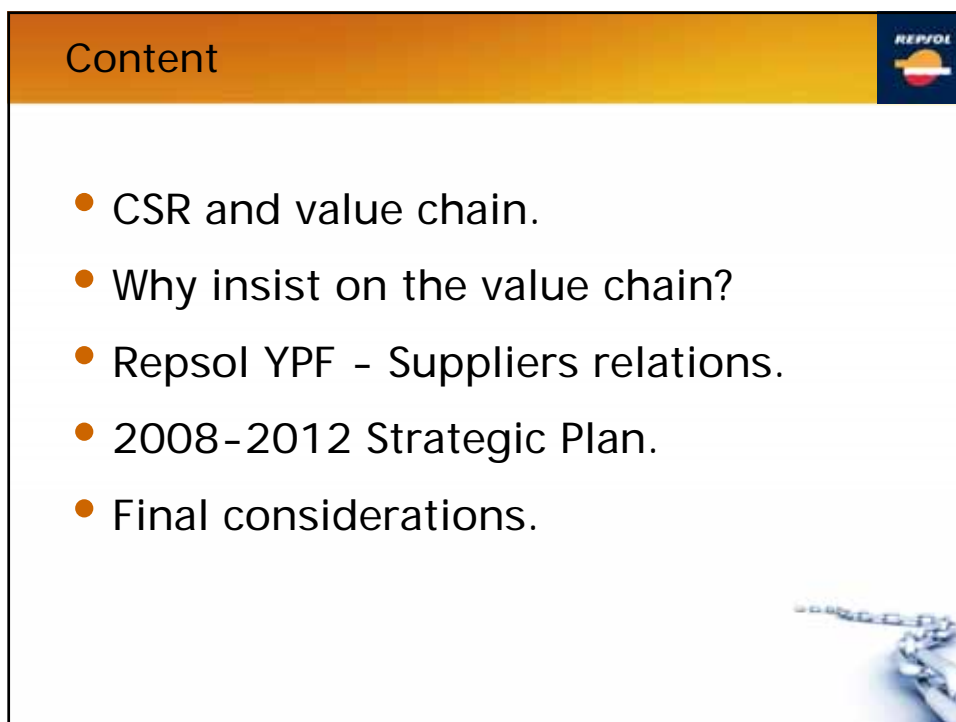 Content
REPSOL
CSR and value chain.
Why insist on the value chain?
Repsol YPF - Suppliers relations.
2008-2012 Strategic Plan.
Final considerations.